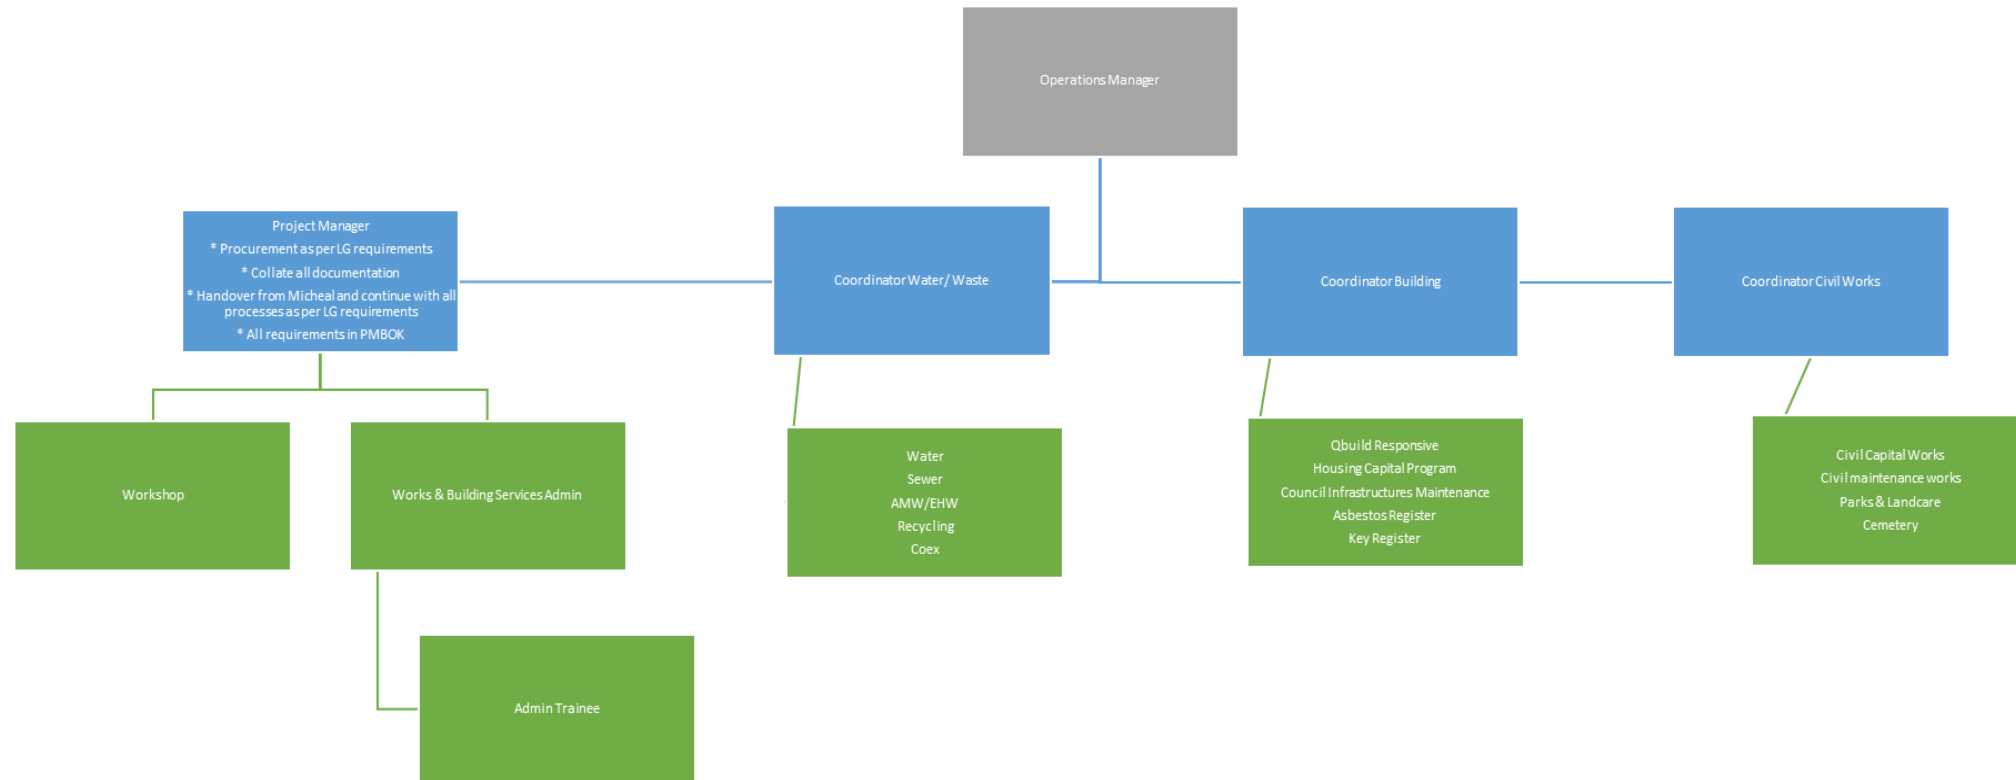 Operations Manager
Project Manager
* Procurement as per LG requirements
* Collate all documentation
* Handover from Micheal and continue with all
processes as per LG requirements
* All requirements in PMBOK
Coordinator Water/ Waste
Coordinator Building
Coordinator Civil Works
Workshop
Works & Building Services Admin
Water
Sewer
AMW/EHW
Recycling
Coex
Qbuild Responsive
Housing Capital Program
Council Infrastructures Maintenance
Asbestos Register
Key Register
Civil Capital Works
Civil maintenance works
Parks & Landcare
Cemetery
Admin Trainee